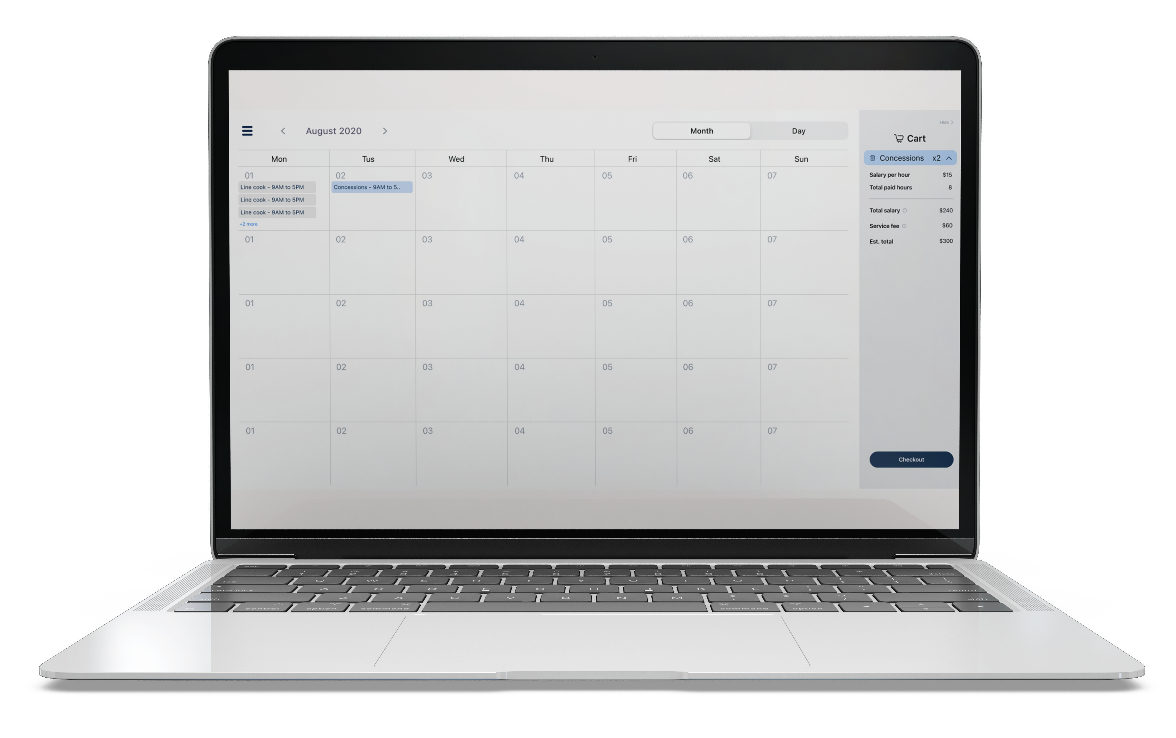 Hide >
August 2020
Month
Day
Cart
Mon
Tus
Wed
Thu
Fri
Sat
Sun
Concessions x2
Salary per hour $15
Total paid hours 8
Total salary $240
Service fee $60
Est. total $300
01
02
03
04
05
06
07
Line cook - 9AM to 5PM
Line cook - 9AM to 5PM
Line cook - 9AM to 5PM
+2 more
Concessions - 9AM to 5..
01
02
03
04
05
06
07
01
02
03
04
05
06
07
01
02
03
04
05
06
07
01
02
03
04
05
06
07
Checkout